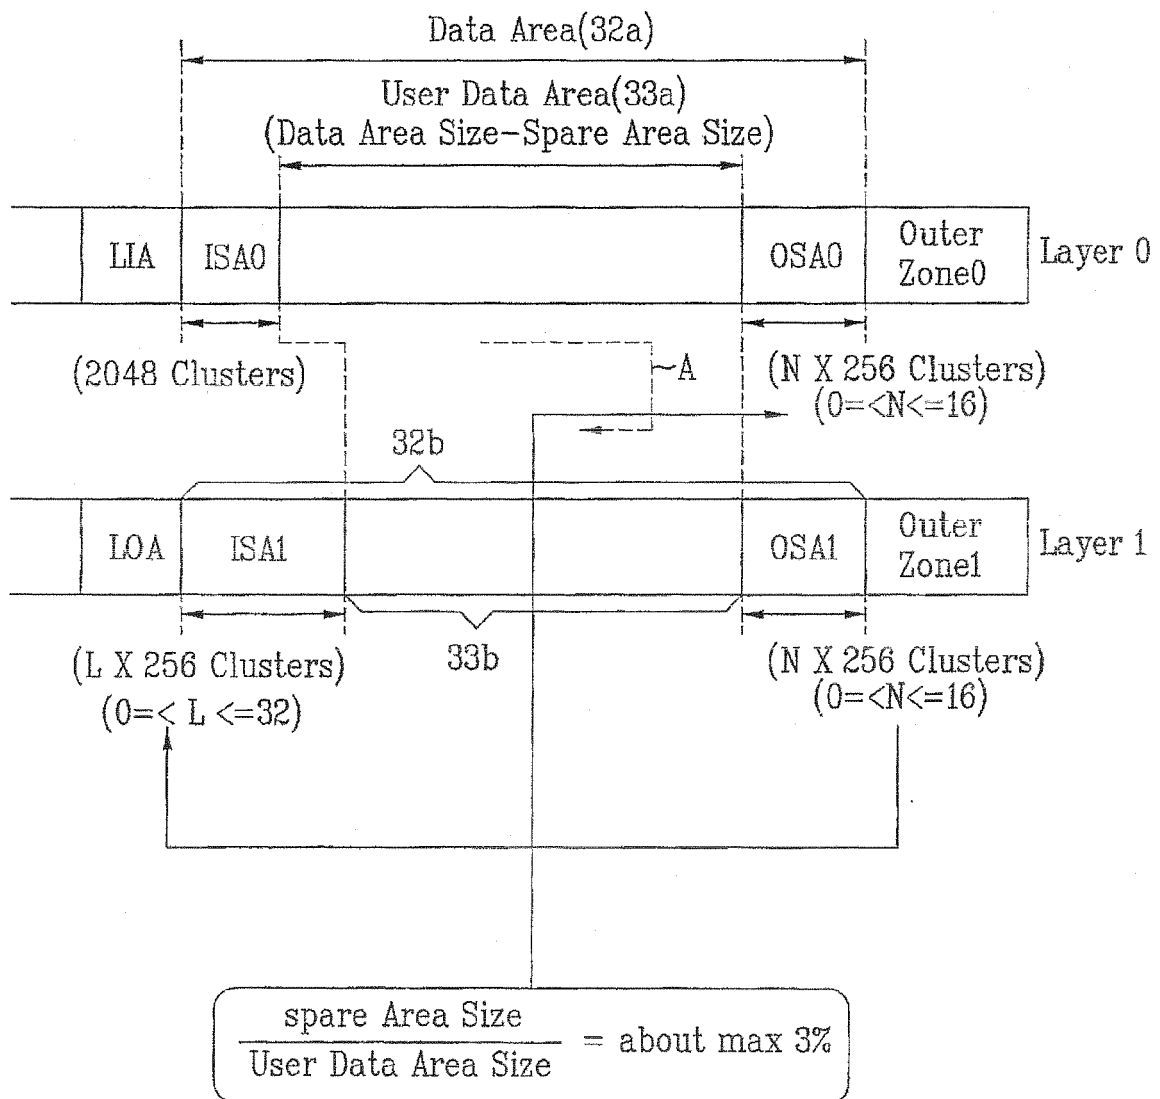 Data Area(32a)
User Data Area(33a)
(Data Area Size-Spare Area Size)
LIA ISA0 OSA0 Outer Zone0 Layer 0
(2048 Clusters)
~A
(N X 256 Clusters)
(0=<N<=16)
32b
LOA ISA1 OSA1 Outer Zone1 Layer 1
33b
(L X 256 Clusters)
(0=< L <=32)
(N X 256 Clusters)
(0=<N<=16)
spare Area Size
User Data Area Size
= about max 3%